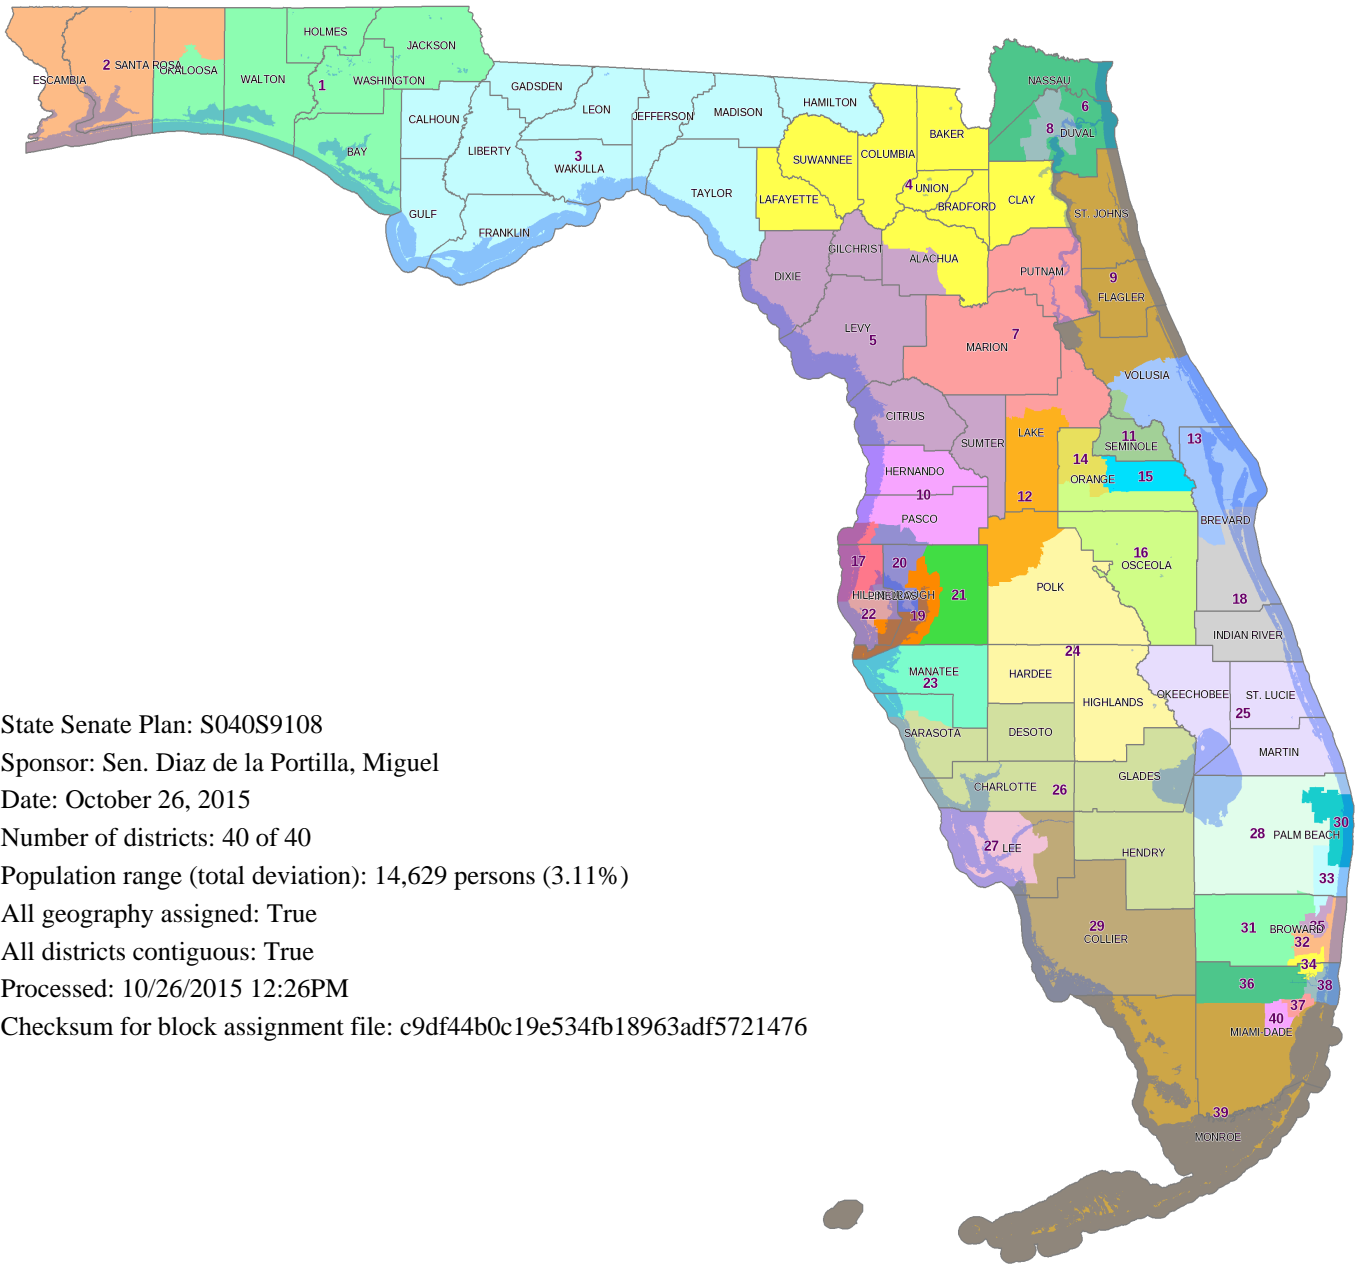 HOLMES
JACKSON
2 SANTA ROSA
OKALOOSA
ESCAMBIA
WALTON
1
WASHINGTON
BAY
GADSDEN
LEON
JEFFERSON
MADISON
HAMILTON
CALHOUN
LIBERTY
3
WAKULLA
TAYLOR
GULF
FRANKLIN
NASSAU
6
8
DUVAL
BAKER
COLUMBIA
SUWANNEE
4
UNION
LAFAYETTE
BRADFORD
CLAY
ST. JOHNS
GILCHRIST
ALACHUA
DIXIE
PUTNAM
9
FLAGLER
LEVY
5
7
MARION
VOLUSIA
CITRUS
SUMTER
LAKE
11
SEMINOLE
13
HERNANDO
14
ORANGE
15
10
12
PASCO
BREVARD
17
20
16
OSCEOLA
POLK
HILLSBOROUGH
PINELLAS
21
22
19
18
INDIAN RIVER
MANATEE
23
24
HARDEE
HIGHLANDS
OKEECHOBEE
ST. LUCIE
25
SARASOTA
DESOTO
MARTIN
GLADES
CHARLOTTE
26
27 LEE
HENDRY
28 PALM BEACH
30
33
29
COLLIER
31
BROWARD
35
32
34
36
38
37
40
MIAMI-DADE
39
MONROE
State Senate Plan: S040S9108
Sponsor: Sen. Diaz de la Portilla, Miguel
Date: October 26, 2015
Number of districts: 40 of 40
Population range (total deviation): 14,629 persons (3.11%)
All geography assigned: True
All districts contiguous: True
Processed: 10/26/2015 12:26PM
Checksum for block assignment file: c9df44b0c19e534fb18963adf5721476